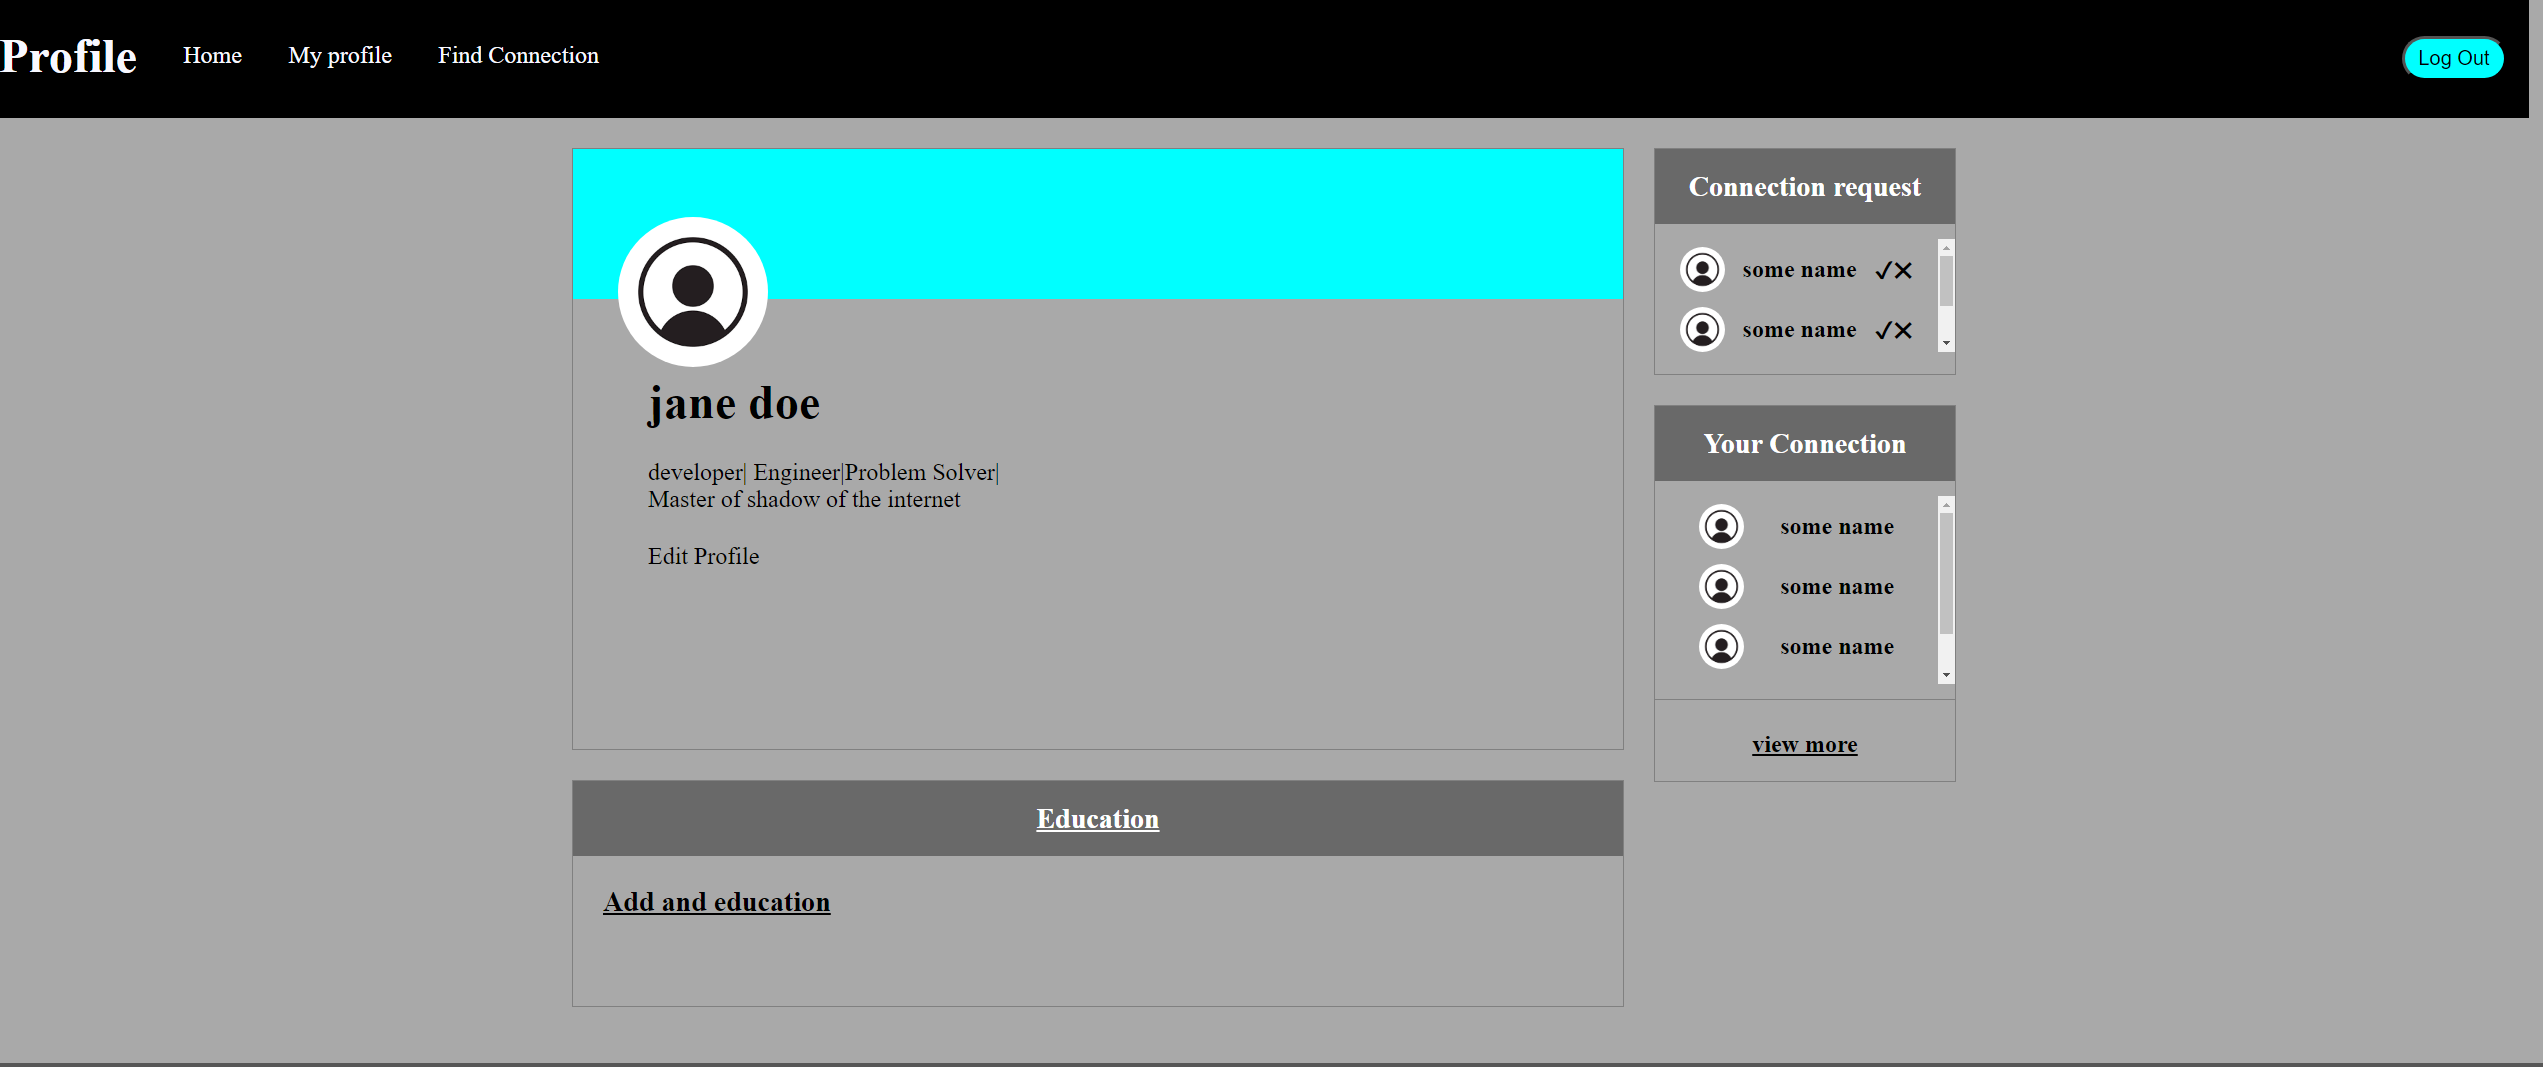 Profile
Home
My profile
Find Connection
Log Out
jane doe
developer| Engineer|Problem Solver|
Master of shadow of the internet
Edit Profile
Education
Add and education
Connection request
some name ✓✕
some name ✓✕
Your Connection
some name
some name
some name
view more